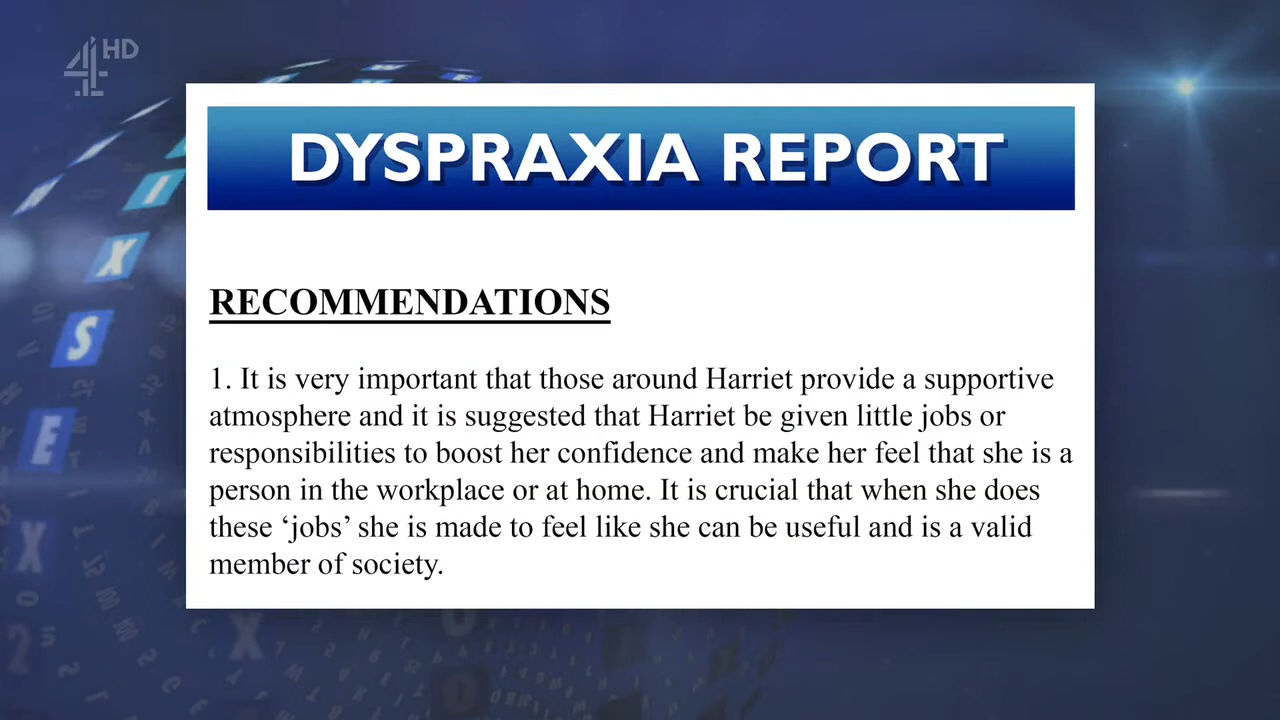 4HD
DYSPRAXIA REPORT
RECOMMENDATIONS
1. It is very important that those around Harriet provide a supportive
atmosphere and it is suggested that Harriet be given little jobs or
responsibilities to boost her confidence and make her feel that she is a
person in the workplace or at home. It is crucial that when she does
these ‘jobs’ she is made to feel like she can be useful and is a valid
member of society.
I
X
S
E
X
X